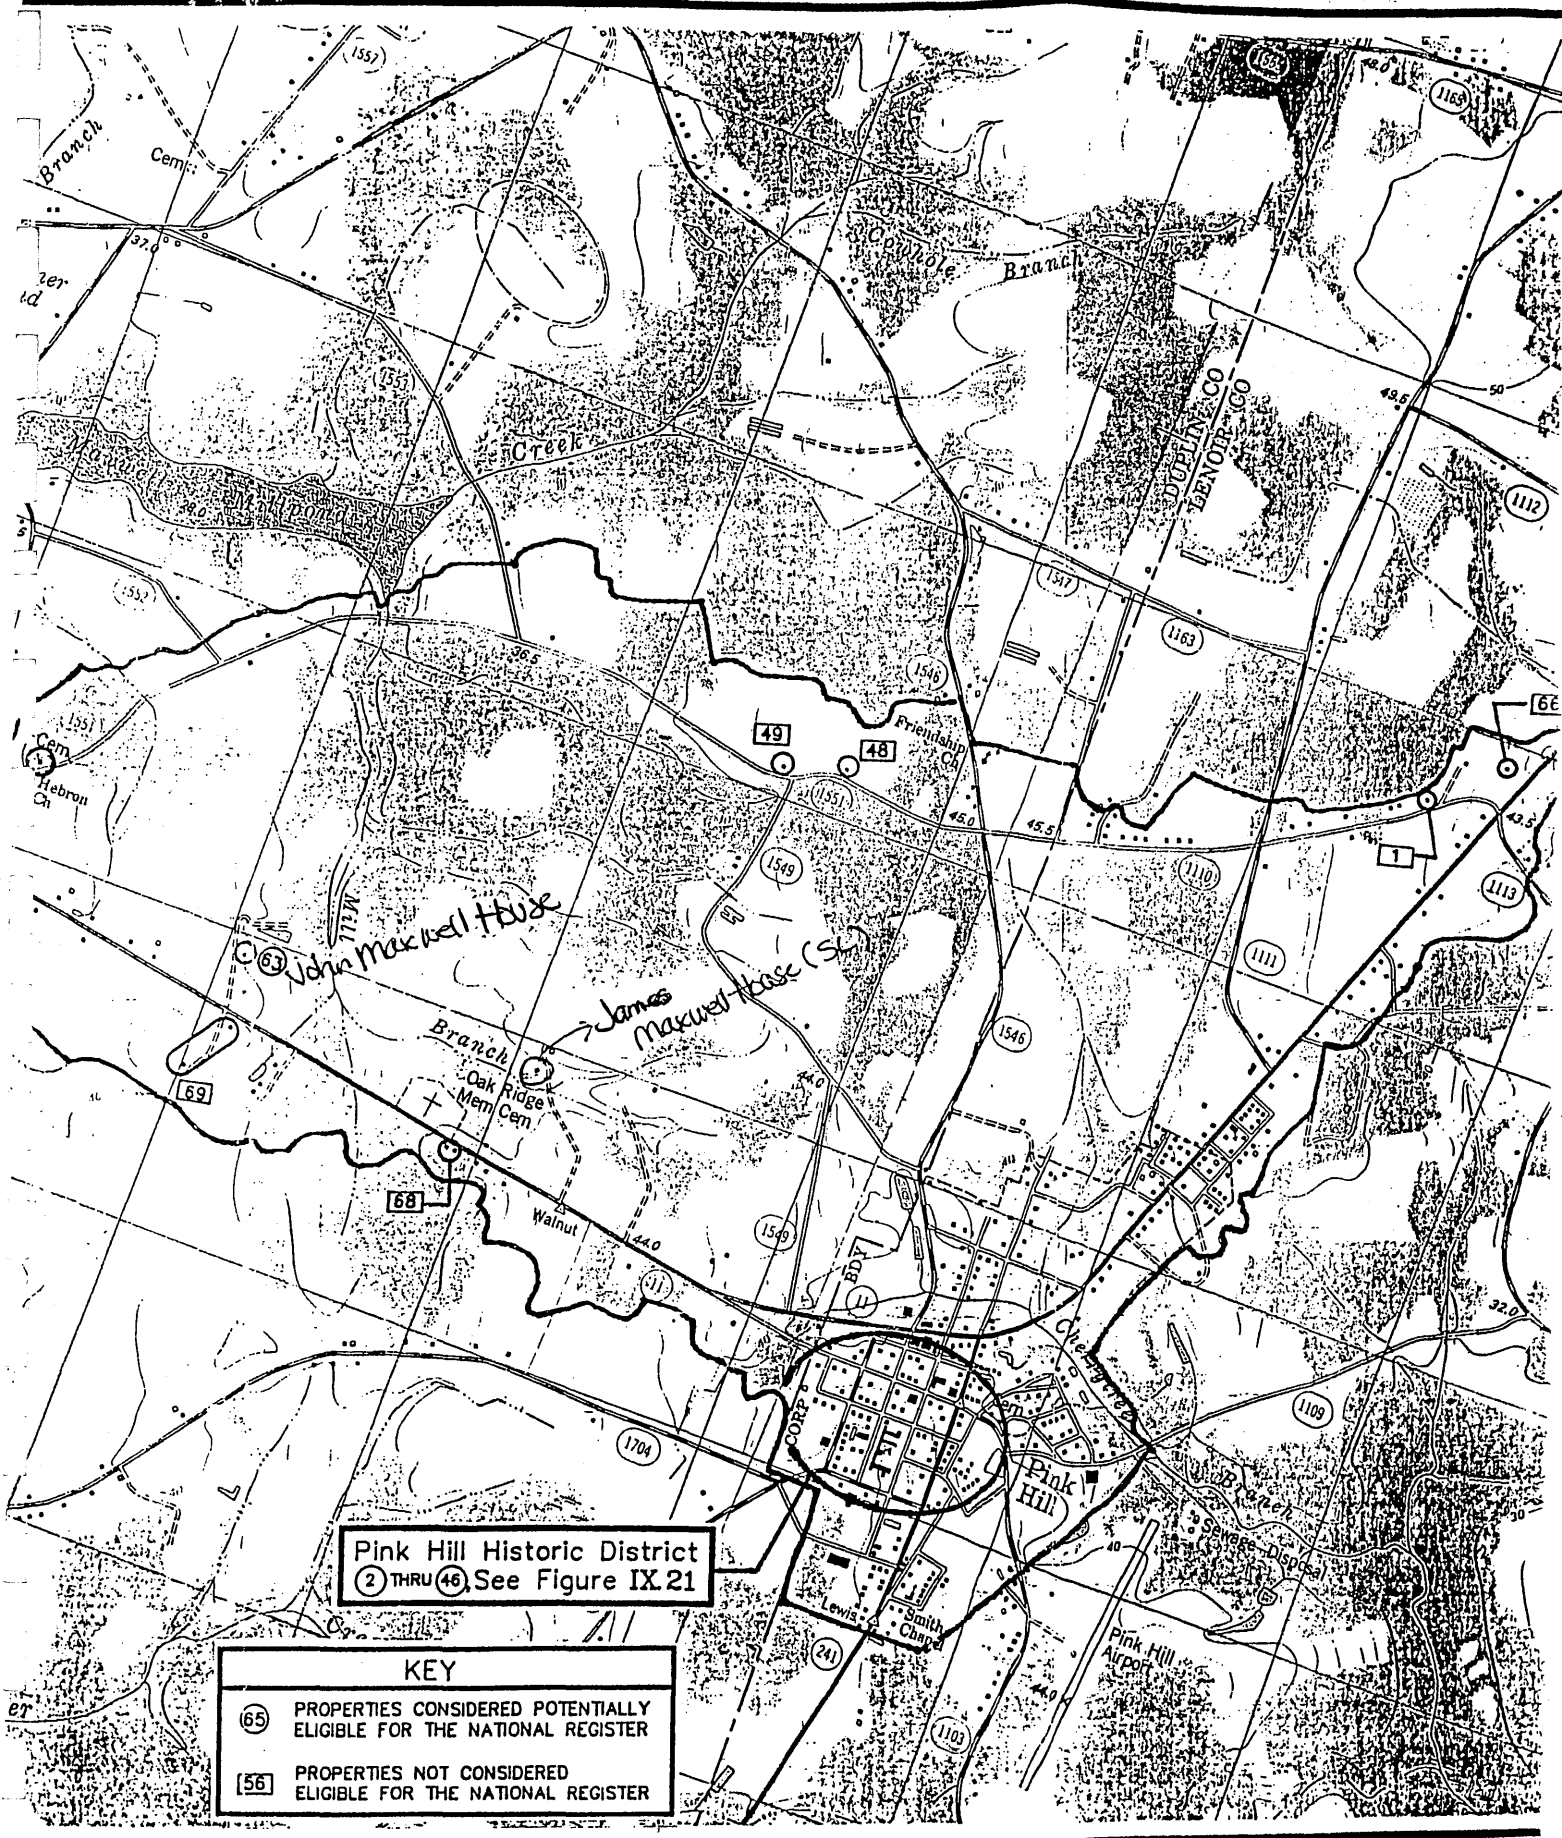 1557
1165
Branch
Cem
37.0
Cowhole Branch
1553
50
49.5
DUPLIN CO
LENOIR CO
Creek
Maxwell Millpond
38.0
1112
1552
1547
1163
36.5
1546
66
1551
Friendship
Ch
Cem
Hebron
Ch
49
48
1551
45.0
45.5
43.5
1
1549
1110
1113
Mill
John Maxwell House
63
1111
James
Maxwell House (SL)
Branch
1546
Oak Ridge
Mem Cem
44.0
69
68
Walnut
44.0
1549
BDY
11
11
32.0
CORP
1109
1704
Pink
Hill
Branch
Sewage Disposal
40
30
Pink Hill Historic District
2 THRU 46, See Figure IX.21
Lewis
Smith
Chapel
241
Pink Hill
Airport
44.0
1103
KEY
65 PROPERTIES CONSIDERED POTENTIALLY
ELIGIBLE FOR THE NATIONAL REGISTER
56 PROPERTIES NOT CONSIDERED
ELIGIBLE FOR THE NATIONAL REGISTER